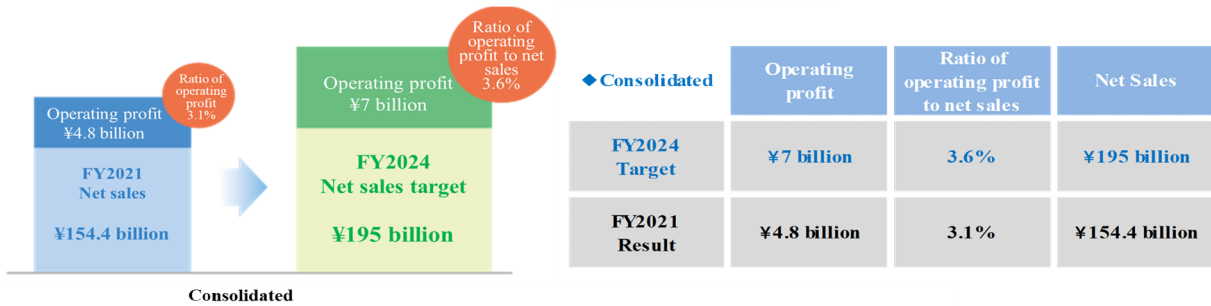 Ratio of
operating
profit
3.1%
Operating profit
¥4.8 billion
FY2021
Net sales
¥154.4 billion
Ratio of
operating
profit to net
sales
3.6%
Operating profit
¥7 billion
FY2024
Net sales target
¥195 billion
Consolidated
◆Consolidated
Operating
profit
Ratio of
operating profit
to net sales
Net Sales
FY2024
Target
¥7 billion
3.6%
¥195 billion
FY2021
Result
¥4.8 billion
3.1%
¥154.4 billion